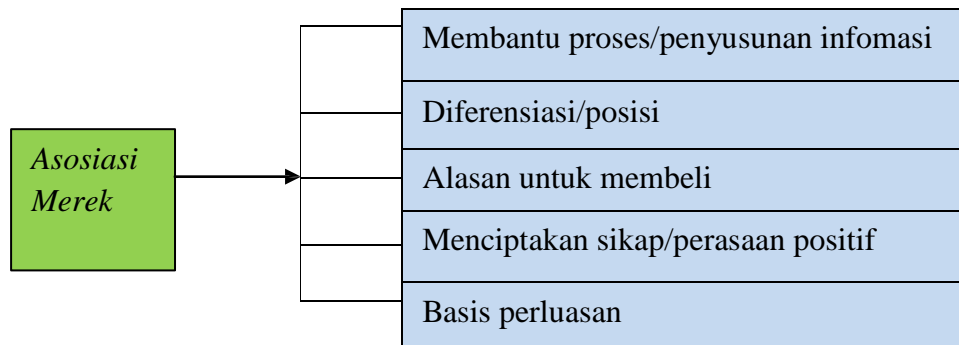 Asosiasi
Merek
Membantu proses/penyusunan infomasi
Diferensiasi/posisi
Alasan untuk membeli
Menciptakan sikap/perasaan positif
Basis perluasan